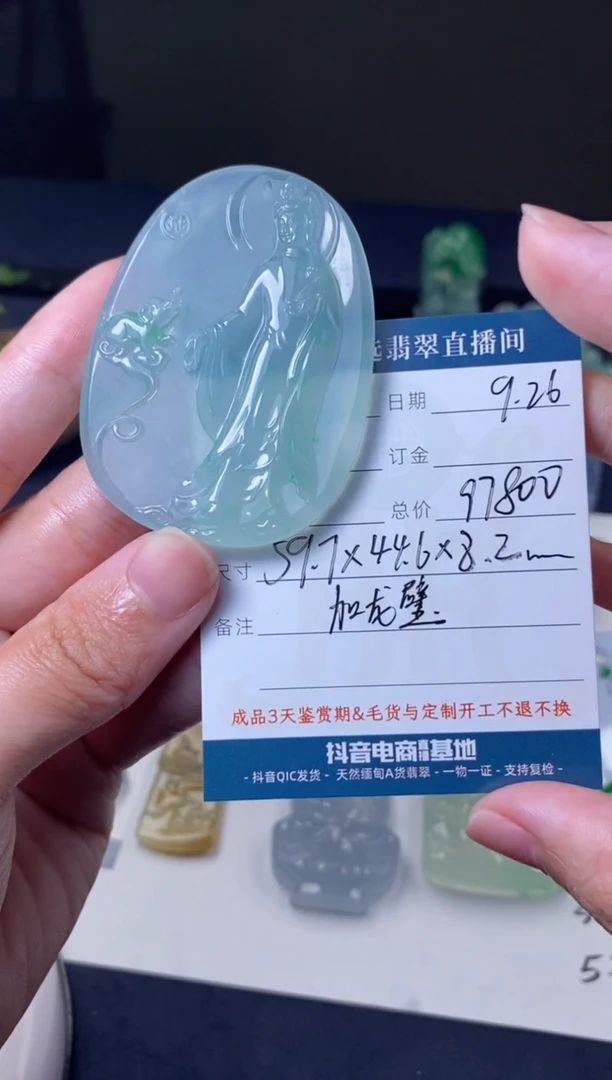 翡翠直播间
日期 9.26
订金
总价 97800
尺寸 59.7×44.6×8.2mm
备注 加龙璧.
成品3天鉴赏期&毛货与定制开工不退不换
抖音电商直播基地
- 抖音QIC发货 - 天然缅甸A货翡翠 - 一物一证 - 支持复检 -